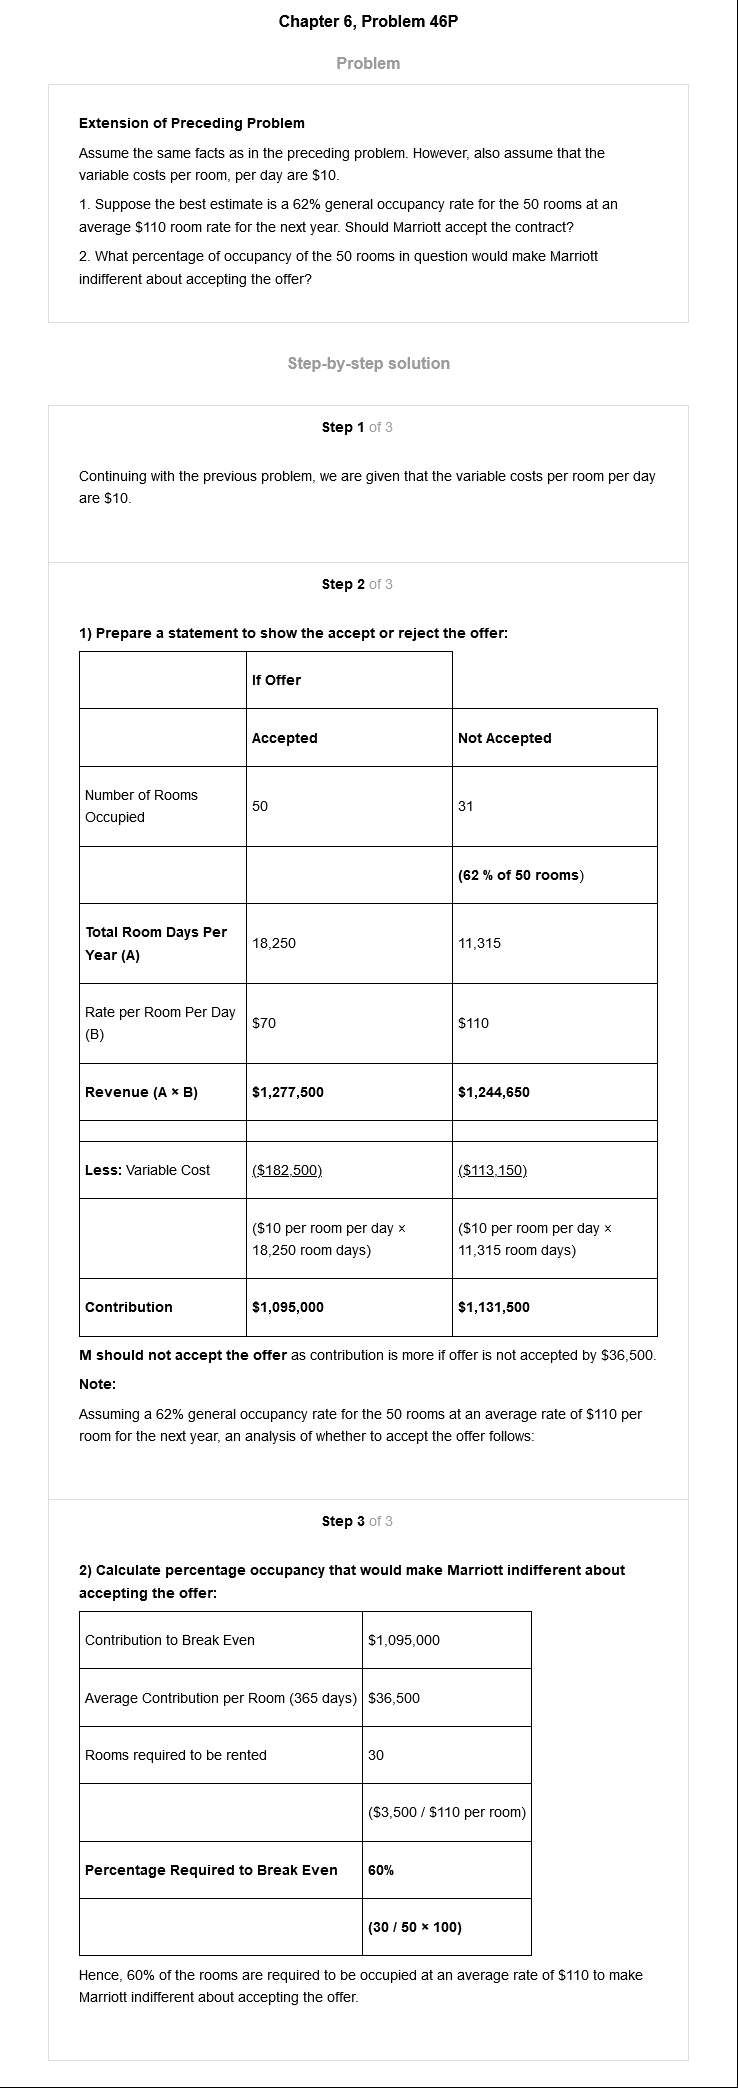 Chapter 6, Problem 46P
Problem
Extension of Preceding Problem
Assume the same facts as in the preceding problem. However, also assume that the
variable costs per room, per day are $10.
1. Suppose the best estimate is a 62% general occupancy rate for the 50 rooms at an
average $110 room rate for the next year. Should Marriott accept the contract?
2. What percentage of occupancy of the 50 rooms in question would make Marriott
indifferent about accepting the offer?
Step-by-step solution
Step 1 of 3
Continuing with the previous problem, we are given that the variable costs per room per day
are $10.
Step 2 of 3
1) Prepare a statement to show the accept or reject the offer:
If Offer
Accepted
Not Accepted
Number of Rooms
Occupied
50
31
(62 % of 50 rooms)
Total Room Days Per
Year (A)
18,250
11,315
Rate per Room Per Day
(B)
$70
$110
Revenue (A × B)
$1,277,500
$1,244,650
Less: Variable Cost
($182,500)
($113,150)
($10 per room per day ×
18,250 room days)
($10 per room per day ×
11,315 room days)
Contribution
$1,095,000
$1,131,500
M should not accept the offer as contribution is more if offer is not accepted by $36,500.
Note:
Assuming a 62% general occupancy rate for the 50 rooms at an average rate of $110 per
room for the next year, an analysis of whether to accept the offer follows:
Step 3 of 3
2) Calculate percentage occupancy that would make Marriott indifferent about
accepting the offer:
Contribution to Break Even
$1,095,000
Average Contribution per Room (365 days)
$36,500
Rooms required to be rented
30
($3,500 / $110 per room)
Percentage Required to Break Even
60%
(30 / 50 × 100)
Hence, 60% of the rooms are required to be occupied at an average rate of $110 to make
Marriott indifferent about accepting the offer.